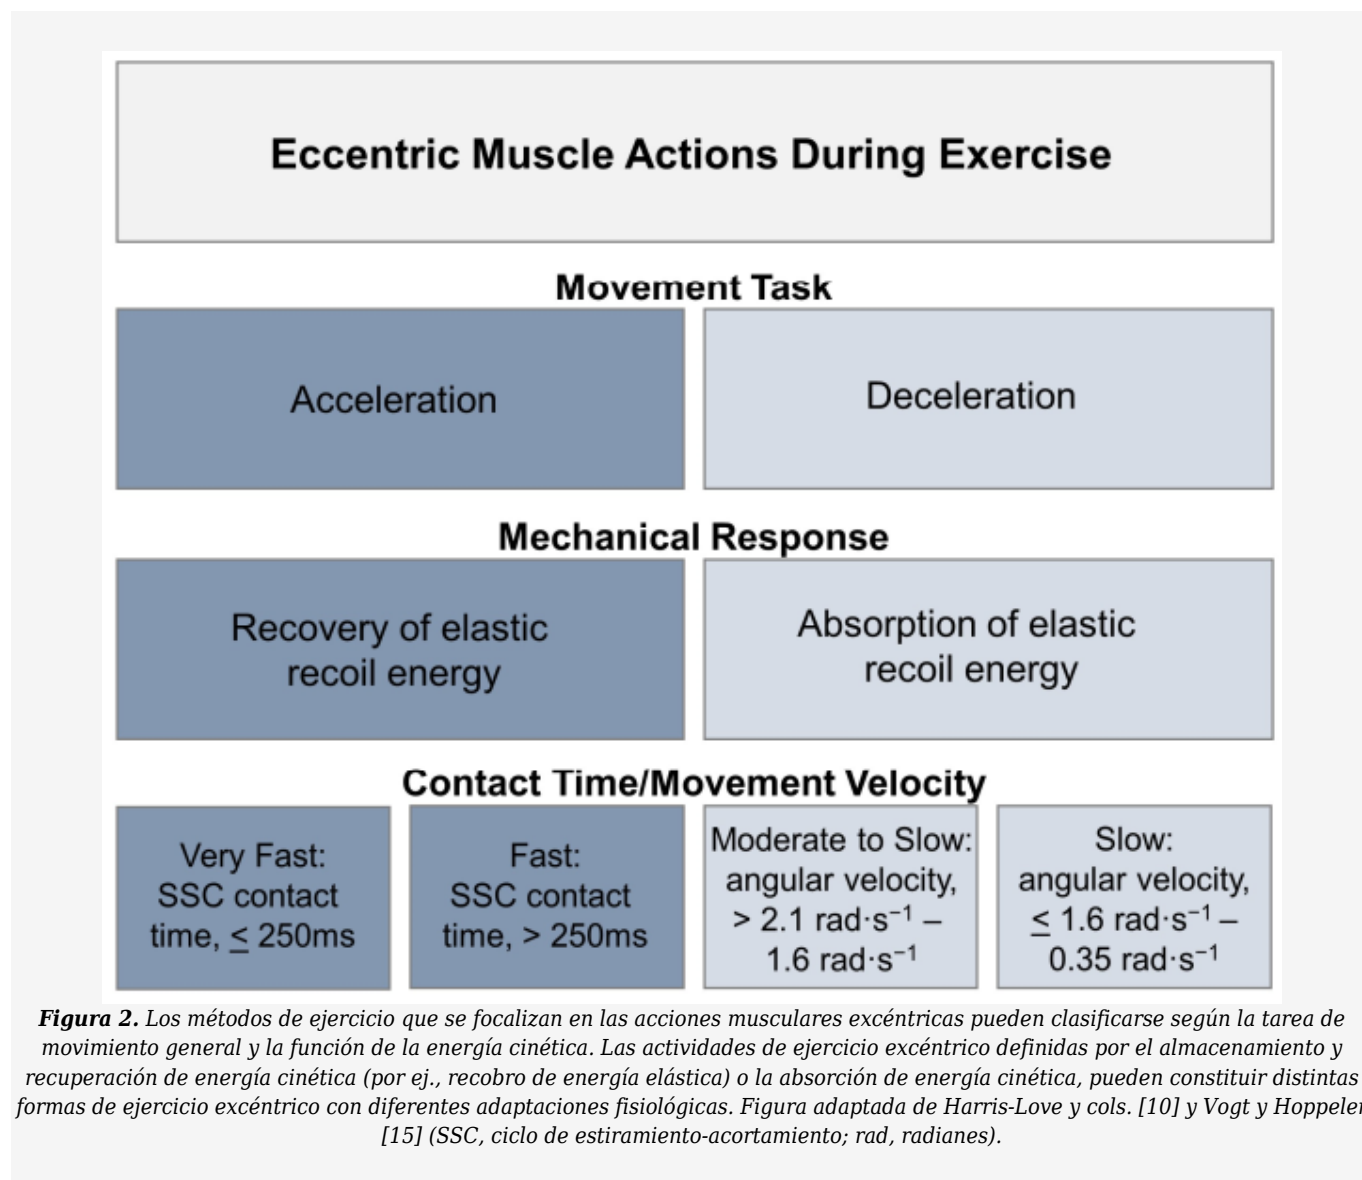 Eccentric Muscle Actions During Exercise
Movement Task
Acceleration
Deceleration
Mechanical Response
Recovery of elastic
recoil energy
Absorption of elastic
recoil energy
Contact Time/Movement Velocity
Very Fast:
SSC contact
time, ≤ 250ms
Fast:
SSC contact
time, > 250ms
Moderate to Slow:
angular velocity,
> 2.1 rad·s⁻¹ –
1.6 rad·s⁻¹
Slow:
angular velocity,
≤ 1.6 rad·s⁻¹ –
0.35 rad·s⁻¹
Figura 2. Los métodos de ejercicio que se focalizan en las acciones musculares excéntricas pueden clasificarse según la tarea de
movimiento general y la función de la energía cinética. Las actividades de ejercicio excéntrico definidas por el almacenamiento y
recuperación de energía cinética (por ej., recobro de energía elástica) o la absorción de energía cinética, pueden constituir distintas
formas de ejercicio excéntrico con diferentes adaptaciones fisiológicas. Figura adaptada de Harris-Love y cols. [10] y Vogt y Hoppeler
[15] (SSC, ciclo de estiramiento-acortamiento; rad, radianes).